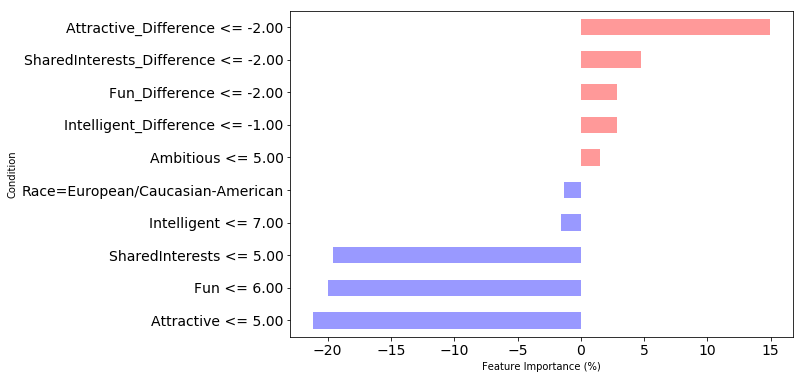 Attractive_Difference <= -2.00
SharedInterests_Difference <= -2.00
Fun_Difference <= -2.00
Intelligent_Difference <= -1.00
Ambitious <= 5.00
Race=European/Caucasian-American
Intelligent <= 7.00
SharedInterests <= 5.00
Fun <= 6.00
Attractive <= 5.00
Condition
−20 −15 −10 −5 0 5 10 15
Feature Importance (%)